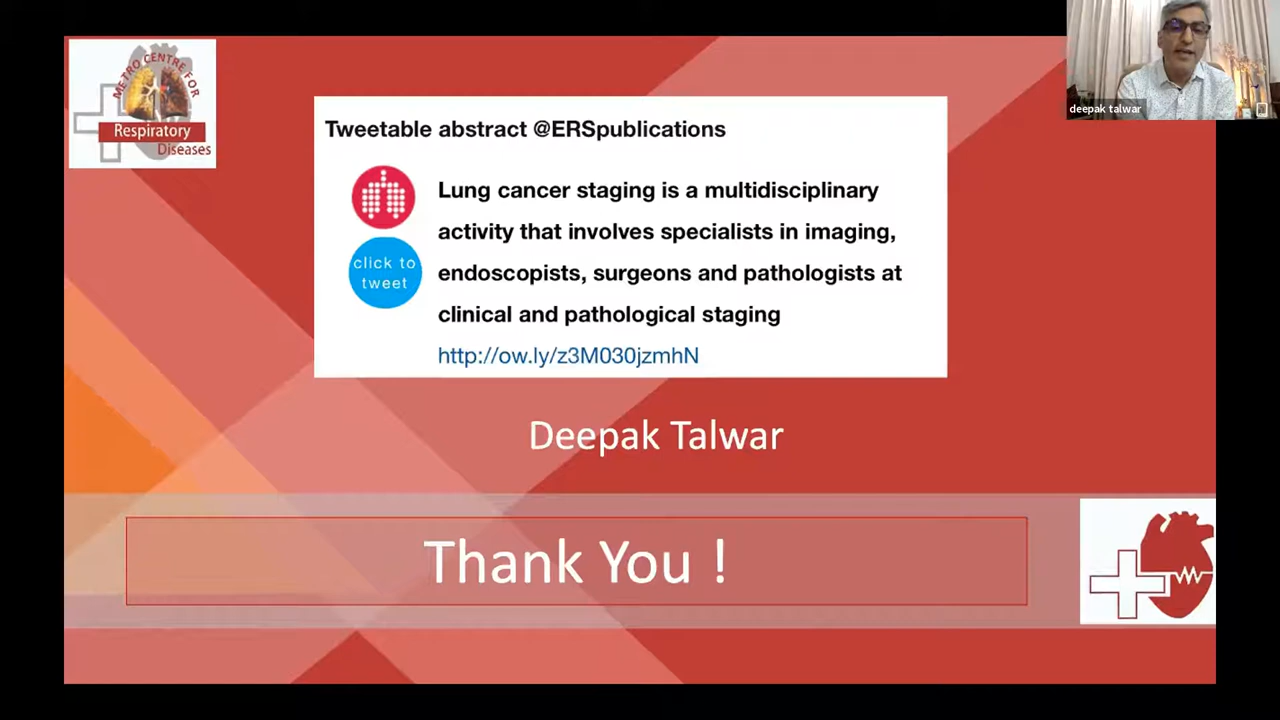 METRO CENTRE FOR
Respiratory
Diseases
deepak talwar
Tweetable abstract @ERSpublications
Lung cancer staging is a multidisciplinary
activity that involves specialists in imaging,
endoscopists, surgeons and pathologists at
clinical and pathological staging
http://ow.ly/z3M030jzmhN
click to
tweet
Deepak Talwar
Thank You !